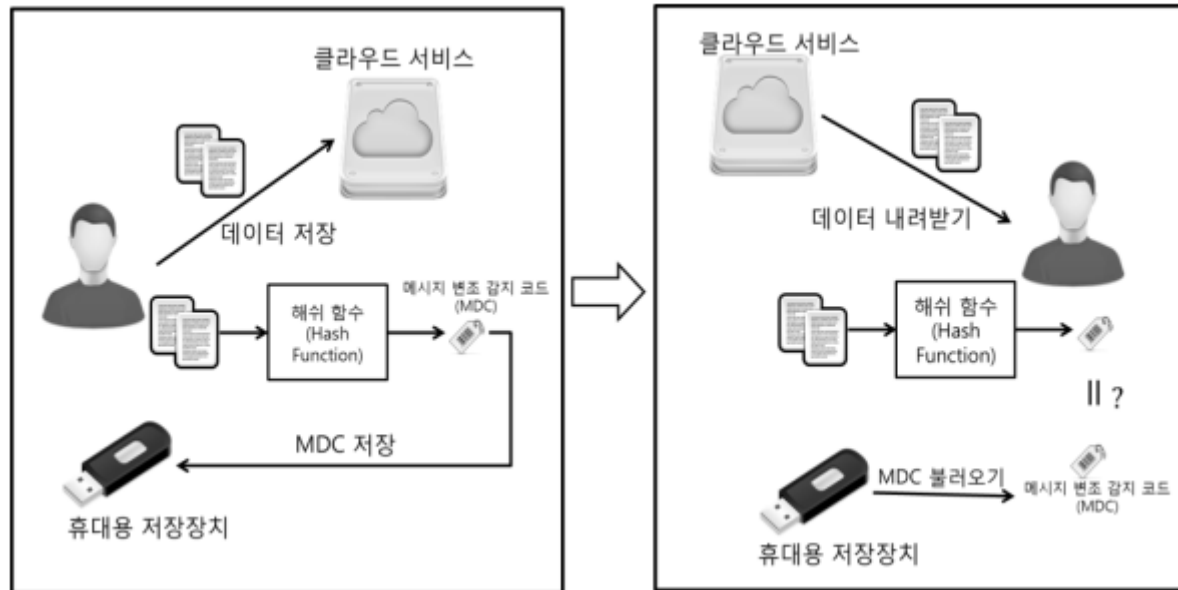 클라우드 서비스
데이터 저장
해쉬 함수
(Hash
Function)
메시지 변조 감지 코드
(MDC)
MDC 저장
휴대용 저장장치
클라우드 서비스
데이터 내려받기
해쉬 함수
(Hash
Function)
|| ?
MDC 불러오기
메시지 변조 감지 코드
(MDC)
휴대용 저장장치